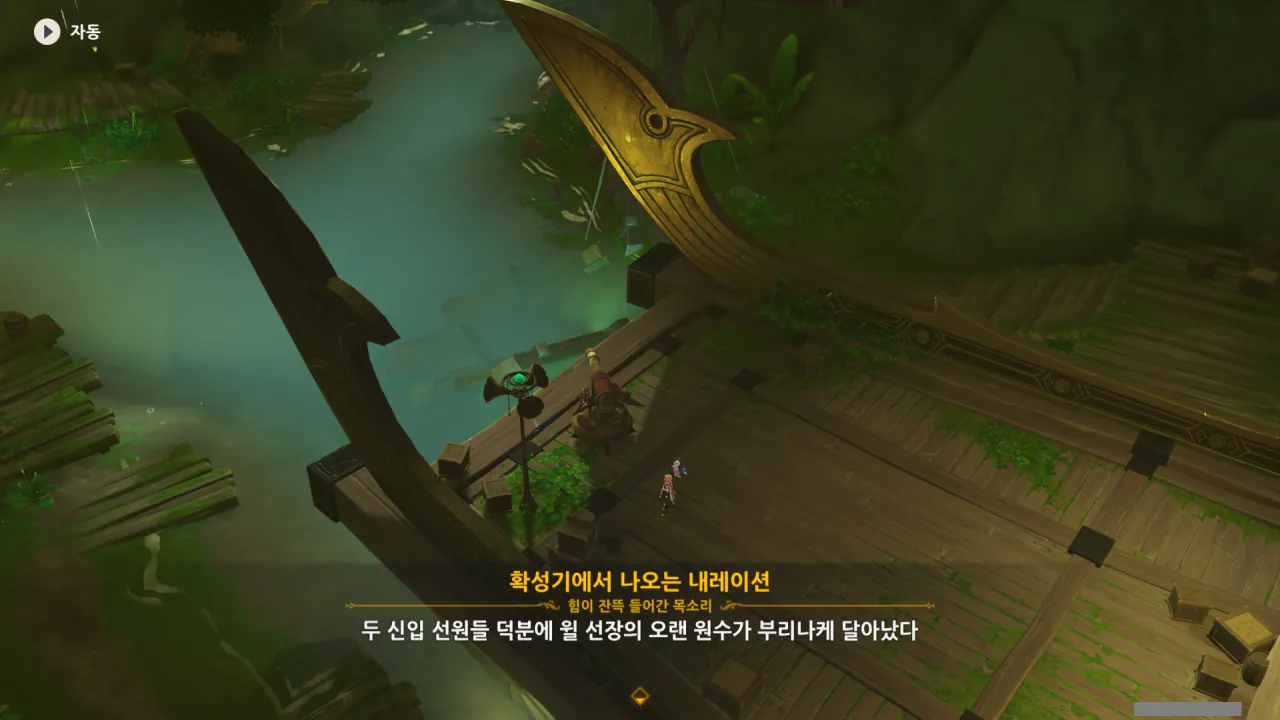 자동
확성기에서 나오는 내레이션
힘이 잔뜩 들어간 목소리
두 신입 선원들 덕분에 윌 선장의 오랜 원수가 부리나케 달아났다